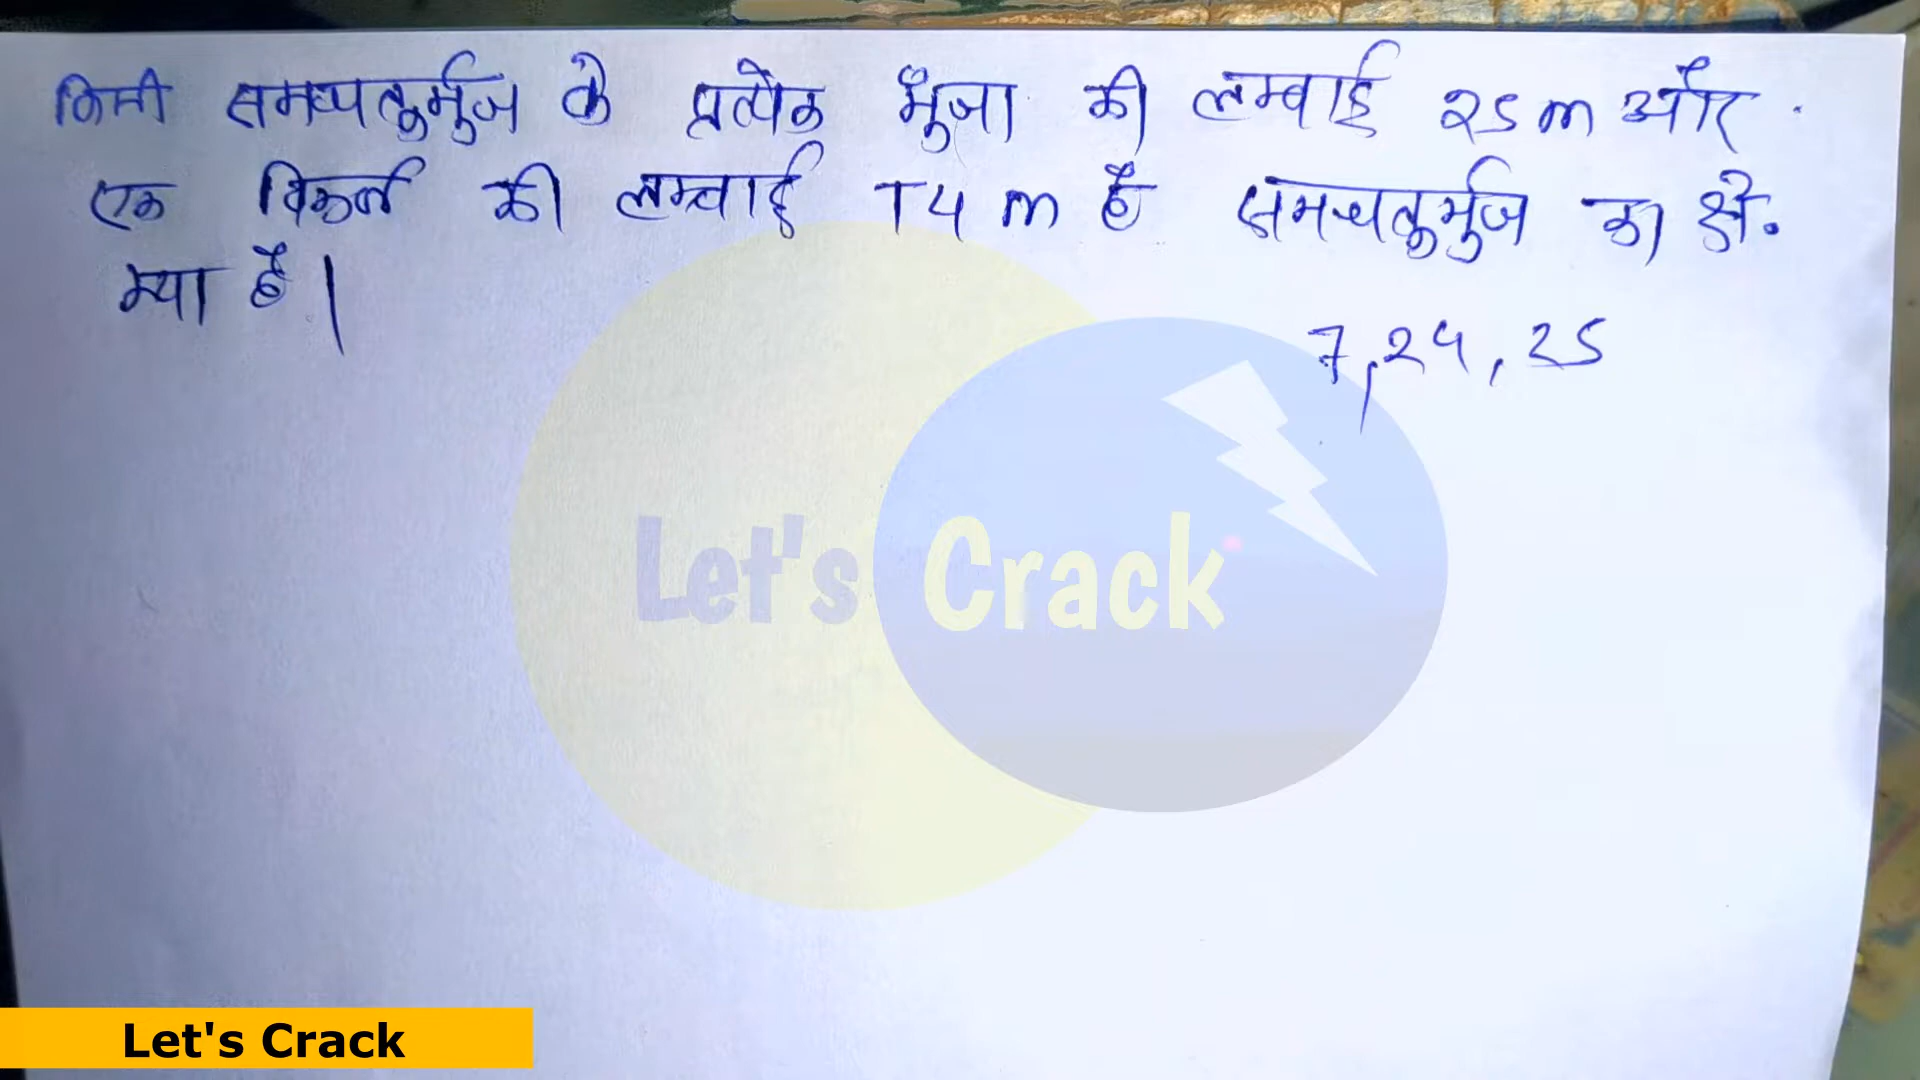 किसी समचतुर्भुज के प्रत्येक भुजा की लम्बाई 25 m और
एक विकर्ण की लम्बाई 14 m है समचतुर्भुज का क्षे.
क्या है।
7, 24, 25
Let's Crack
Let's Crack